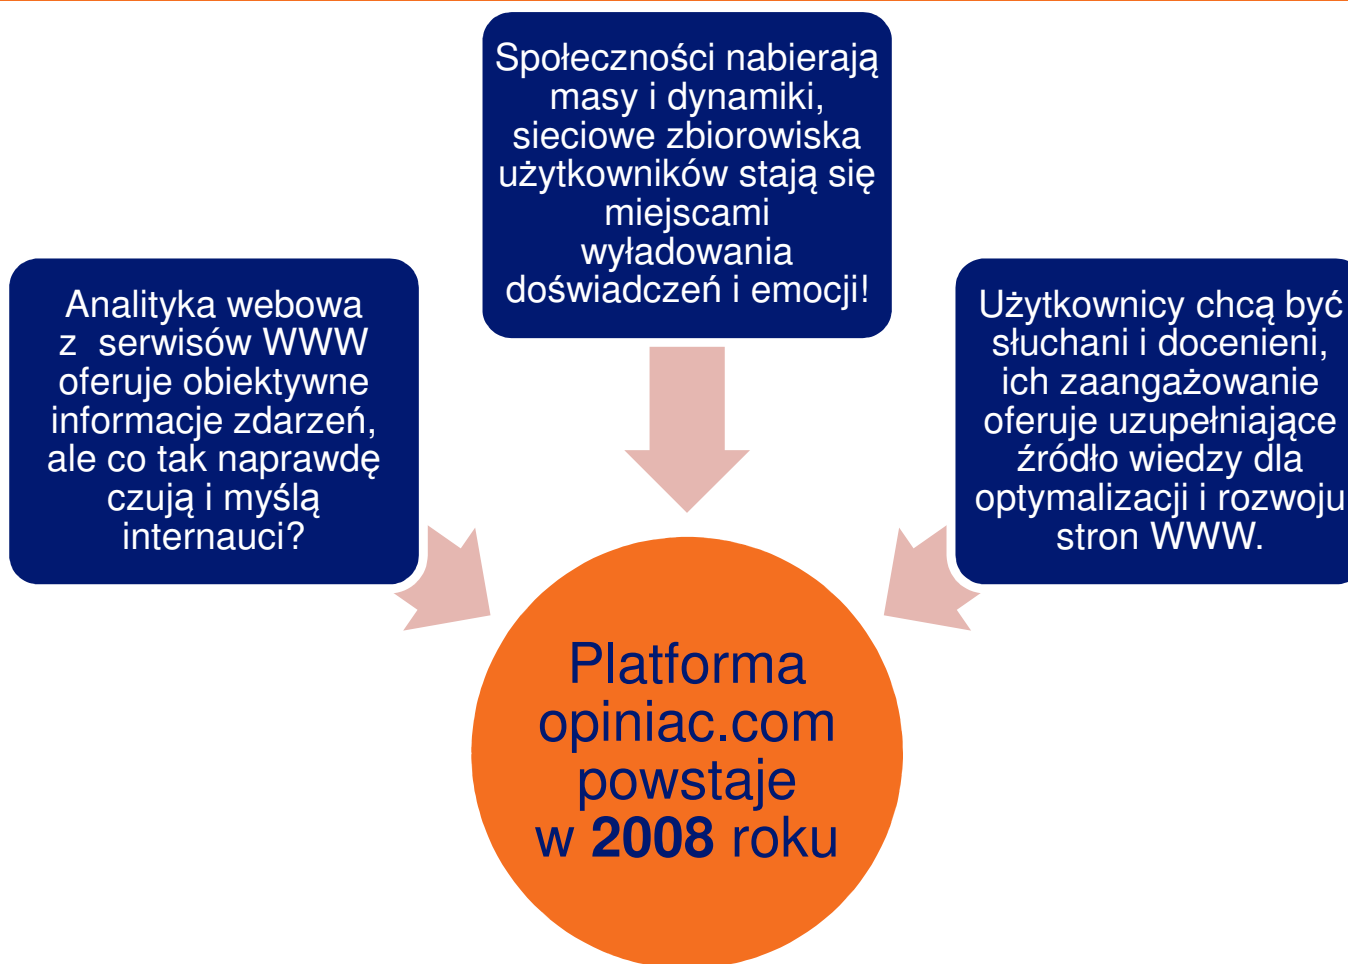 Społeczności nabierają
masy i dynamiki,
sieciowe zbiorowiska
użytkowników stają się
miejscami
wyładowania
doświadczeń i emocji!
Analityka webowa
z  serwisów WWW
oferuje obiektywne
informacje zdarzeń,
ale co tak naprawdę
czują i myślą
internauci?
Użytkownicy chcą być
słuchani i docenieni,
ich zaangażowanie
oferuje uzupełniające
źródło wiedzy dla
optymalizacji i rozwoju
stron WWW.
Platforma
opiniac.com
powstaje
w 2008 roku